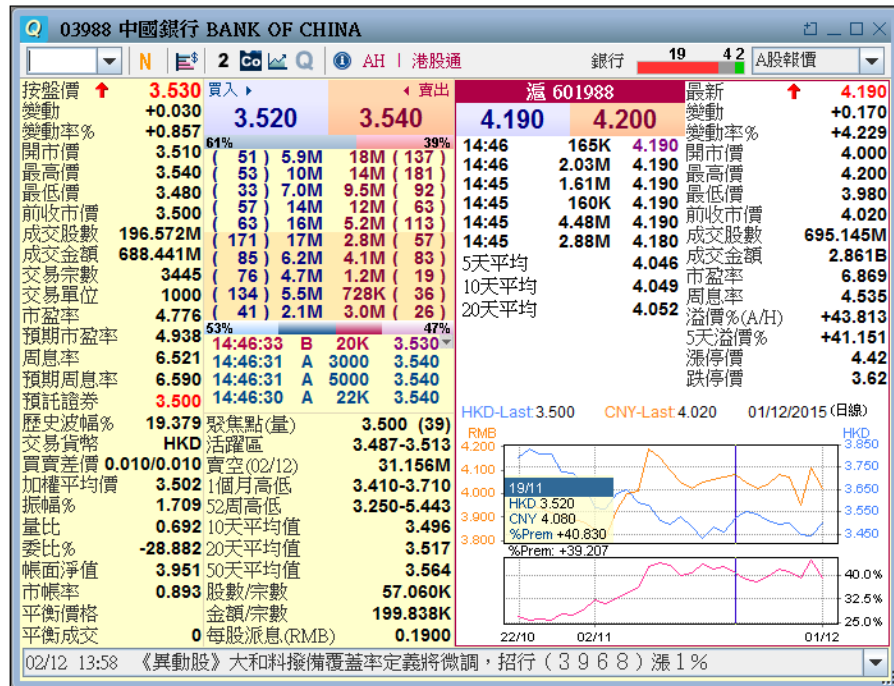 Q 03988 中國銀行 BANK OF CHINA
N $ 2 Co Q AH | 港股通 銀行 19 4 2 A股報價
按盤價 3.530
變動 +0.030
變動率% +0.857
開市價 3.510
最高價 3.540
最低價 3.480
前收市價 3.500
成交股數 196.572M
成交金額 688.441M
交易宗數 3445
交易單位 1000
市盈率 4.776
預期市盈率 4.938
周息率 6.521
預期周息率 6.590
預託證券 3.500
歷史波幅% 19.379
交易貨幣 HKD
買賣差價 0.010/0.010
加權平均價 3.502
振幅% 1.709
量比 0.692
委比% -28.882
帳面淨值 3.951
市帳率 0.893
平衡價格
平衡成交 0
買入 賣出
3.520 3.540
61% 39%
( 51 ) 5.9M 18M ( 137 )
( 53 ) 10M 14M ( 181 )
( 33 ) 7.0M 9.5M ( 92 )
( 57 ) 14M 12M ( 63 )
( 63 ) 16M 5.2M ( 113 )
( 171 ) 17M 2.8M ( 57 )
( 85 ) 6.2M 4.1M ( 83 )
( 76 ) 4.7M 1.2M ( 19 )
( 134 ) 5.5M 728K ( 36 )
( 41 ) 2.1M 3.0M ( 26 )
53% 47%
14:46:33 B 20K 3.530
14:46:31 A 3000 3.540
14:46:31 A 5000 3.540
14:46:30 A 22K 3.540
聚焦點(量) 3.500 (39)
活躍區 3.487-3.513
賣空(02/12) 31.156M
1個月高低 3.410-3.710
52周高低 3.250-5.443
10天平均值 3.496
20天平均值 3.517
50天平均值 3.564
股數/宗數 57.060K
金額/宗數 199.838K
每股派息(RMB) 0.1900
滬 601988
4.190 4.200
14:46 165K 4.190
14:46 2.03M 4.190
14:45 1.61M 4.190
14:45 160K 4.190
14:45 4.48M 4.190
14:45 2.88M 4.180
5天平均 4.046
10天平均 4.049
20天平均 4.052
最新 4.190
變動 +0.170
變動率% +4.229
開市價 4.000
最高價 4.200
最低價 3.980
前收市價 4.020
成交股數 695.145M
成交金額 2.861B
市盈率 6.869
周息率 4.535
溢價%(A/H) +43.813
5天溢價% +41.151
漲停價 4.42
跌停價 3.62
HKD-Last:3.500 CNY-Last:4.020 01/12/2015 (日線)
RMB HKD
4.200 3.850
4.100 3.750
4.000 3.650
3.900 3.550
3.800 3.450
19/11
HKD 3.520
CNY 4.080
%Prem +40.830
%Prem: +39.207
40.0%
32.5%
25.0%
22/10 02/11 01/12
02/12 13:58 《異動股》大和料撥備覆蓋率定義將微調，招行(３９６８)漲１%